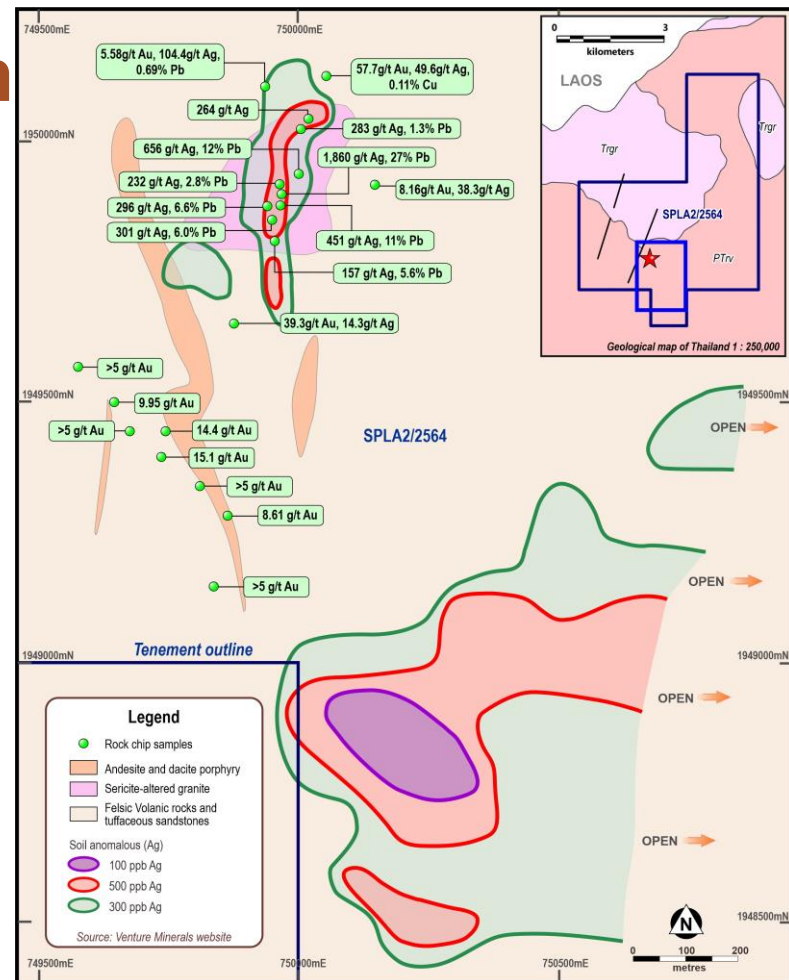 749500mE
750000mE
5.58g/t Au, 104.4g/t Ag,
0.69% Pb
57.7g/t Au, 49.6g/t Ag,
0.11% Cu
264 g/t Ag
1950000mN
283 g/t Ag, 1.3% Pb
656 g/t Ag, 12% Pb
1,860 g/t Ag, 27% Pb
232 g/t Ag, 2.8% Pb
8.16g/t Au, 38.3g/t Ag
296 g/t Ag, 6.6% Pb
301 g/t Ag, 6.0% Pb
451 g/t Ag, 11% Pb
157 g/t Ag, 5.6% Pb
39.3g/t Au, 14.3g/t Ag
0 3
kilometers
LAOS
Trgr
Trgr
SPLA2/2564
PTrv
Geological map of Thailand 1 : 250,000
>5 g/t Au
1949500mN
1949500mN
9.95 g/t Au
>5 g/t Au
14.4 g/t Au
SPLA2/2564
OPEN
15.1 g/t Au
>5 g/t Au
8.61 g/t Au
OPEN
>5 g/t Au
Tenement outline
1949000mN
1949000mN
OPEN
Legend
Rock chip samples
Andesite and dacite porphyry
Sericite-altered granite
Felsic Volanic rocks and
tuffaceous sandstones
Soil anomalous (Ag)
100 ppb Ag
500 ppb Ag
300 ppb Ag
Source: Venture Minerals website
OPEN
N
1948500mN
0 100 200
metres
749500mE
750000mE
750500mE